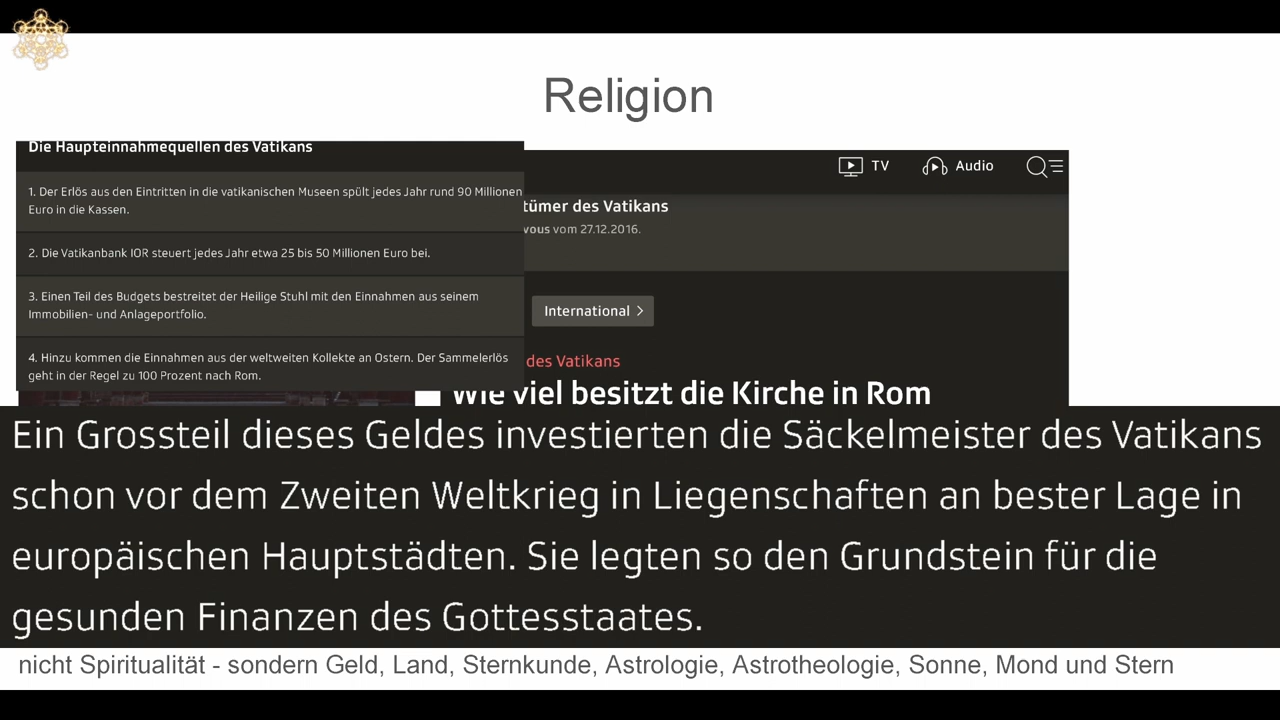 Religion
Die Haupteinnahmequellen des Vatikans
1. Der Erlös aus den Eintritten in die vatikanischen Museen spült jedes Jahr rund 90 Millionen
Euro in die Kassen.
2. Die Vatikanbank IOR steuert jedes Jahr etwa 25 bis 50 Millionen Euro bei.
3. Einen Teil des Budgets bestreitet der Heilige Stuhl mit den Einnahmen aus seinem
Immobilien- und Anlageportfolio.
4. Hinzu kommen die Einnahmen aus der weltweiten Kollekte an Ostern. Der Sammelerlös
geht in der Regel zu 100 Prozent nach Rom.
TV Audio
tümer des Vatikans
vous vom 27.12.2016.
International
des Vatikans
Wie viel besitzt die Kirche in Rom
Ein Grossteil dieses Geldes investierten die Säckelmeister des Vatikans
schon vor dem Zweiten Weltkrieg in Liegenschaften an bester Lage in
europäischen Hauptstädten. Sie legten so den Grundstein für die
gesunden Finanzen des Gottesstaates.
nicht Spiritualität - sondern Geld, Land, Sternkunde, Astrologie, Astrotheologie, Sonne, Mond und Stern